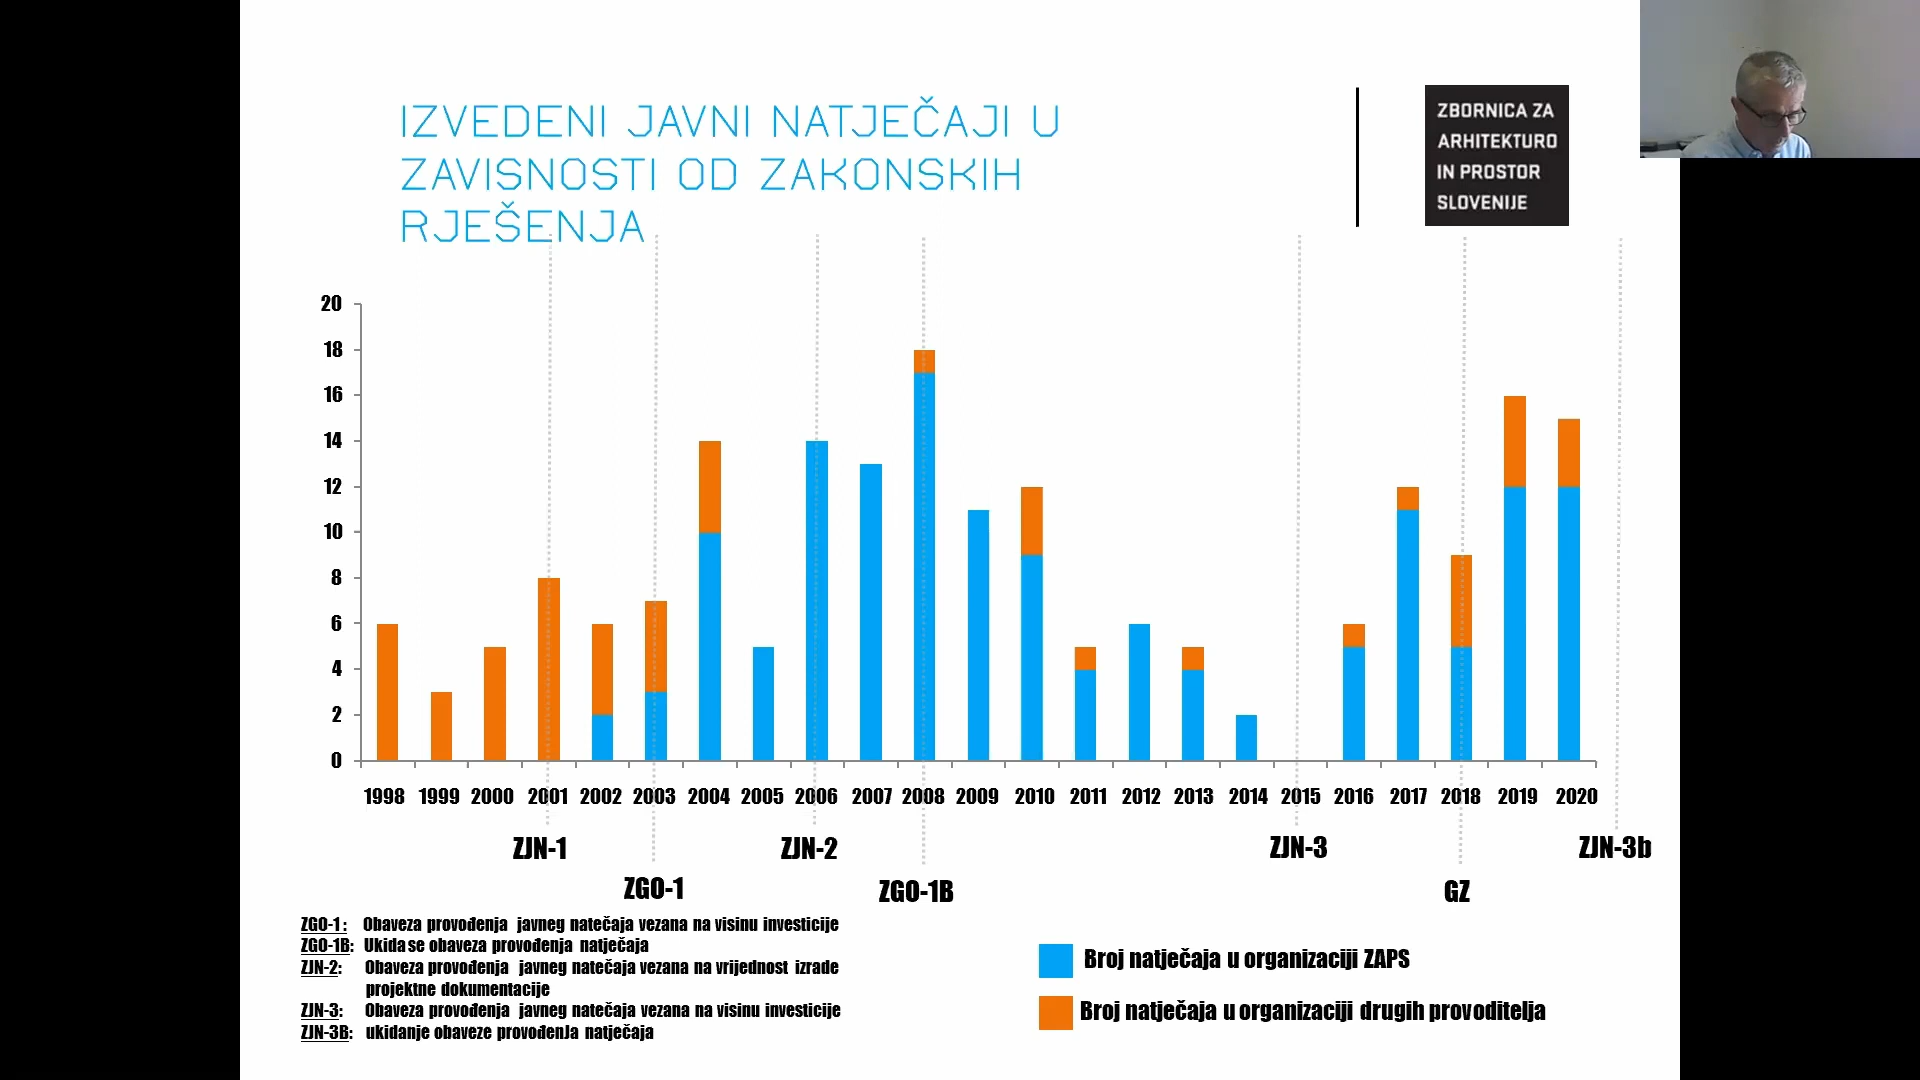 IZVEDENI JAVNI NATJEČAJI U
ZAVISNOSTI OD ZAKONSKIH
RJEŠENJA
ZBORNICA ZA
ARHITEKTURO
IN PROSTOR
SLOVENIJE
20
18
16
14
12
10
8
6
4
2
0
1998 1999 2000 2001 2002 2003 2004 2005 2006 2007 2008 2009 2010 2011 2012 2013 2014 2015 2016 2017 2018 2019 2020
ZJN-1 ZJN-2 ZJN-3 ZJN-3b
ZGO-1 ZGO-1B GZ
ZGO-1: Obaveza provođenja javneg natečaja vezana na visinu investicije
ZGO-1B: Ukida se obaveza provođenja natječaja
ZJN-2: Obaveza provođenja javneg natečaja vezana na vrijednost izrade
projektne dokumentacije
ZJN-3: Obaveza provođenja javneg natečaja vezana na visinu investicije
ZJN-3B: ukidanje obaveze provođenJa natječaja
Broj natječaja u organizaciji ZAPS
Broj natječaja u organizaciji drugih provoditelja